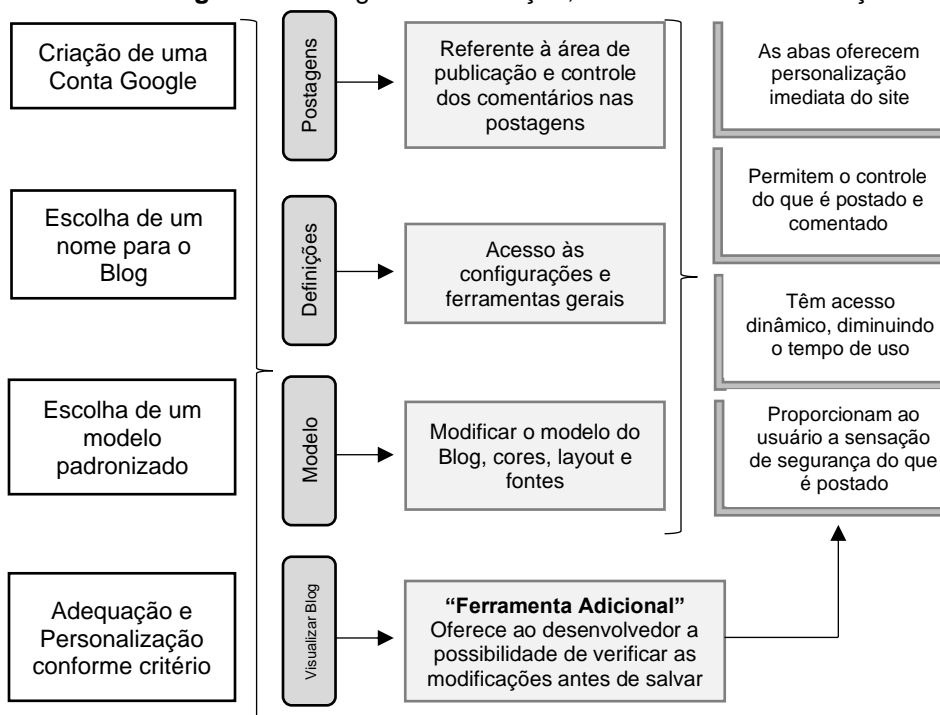 Criação de uma
Conta Google
Escolha de um
nome para o
Blog
Escolha de um
modelo
padronizado
Adequação e
Personalização
conforme critério
Postagens
Referente à área de
publicação e controle
dos comentários nas
postagens
Definições
Acesso às
configurações e
ferramentas gerais
Modelo
Modificar o modelo do
Blog, cores, layout e
fontes
Visualizar Blog
“Ferramenta Adicional”
Oferece ao desenvolvedor a
possibilidade de verificar as
modificações antes de salvar
As abas oferecem
personalização
imediata do site
Permitem o controle
do que é postado e
comentado
Têm acesso
dinâmico, diminuindo
o tempo de uso
Proporcionam ao
usuário a sensação
de segurança do que
é postado